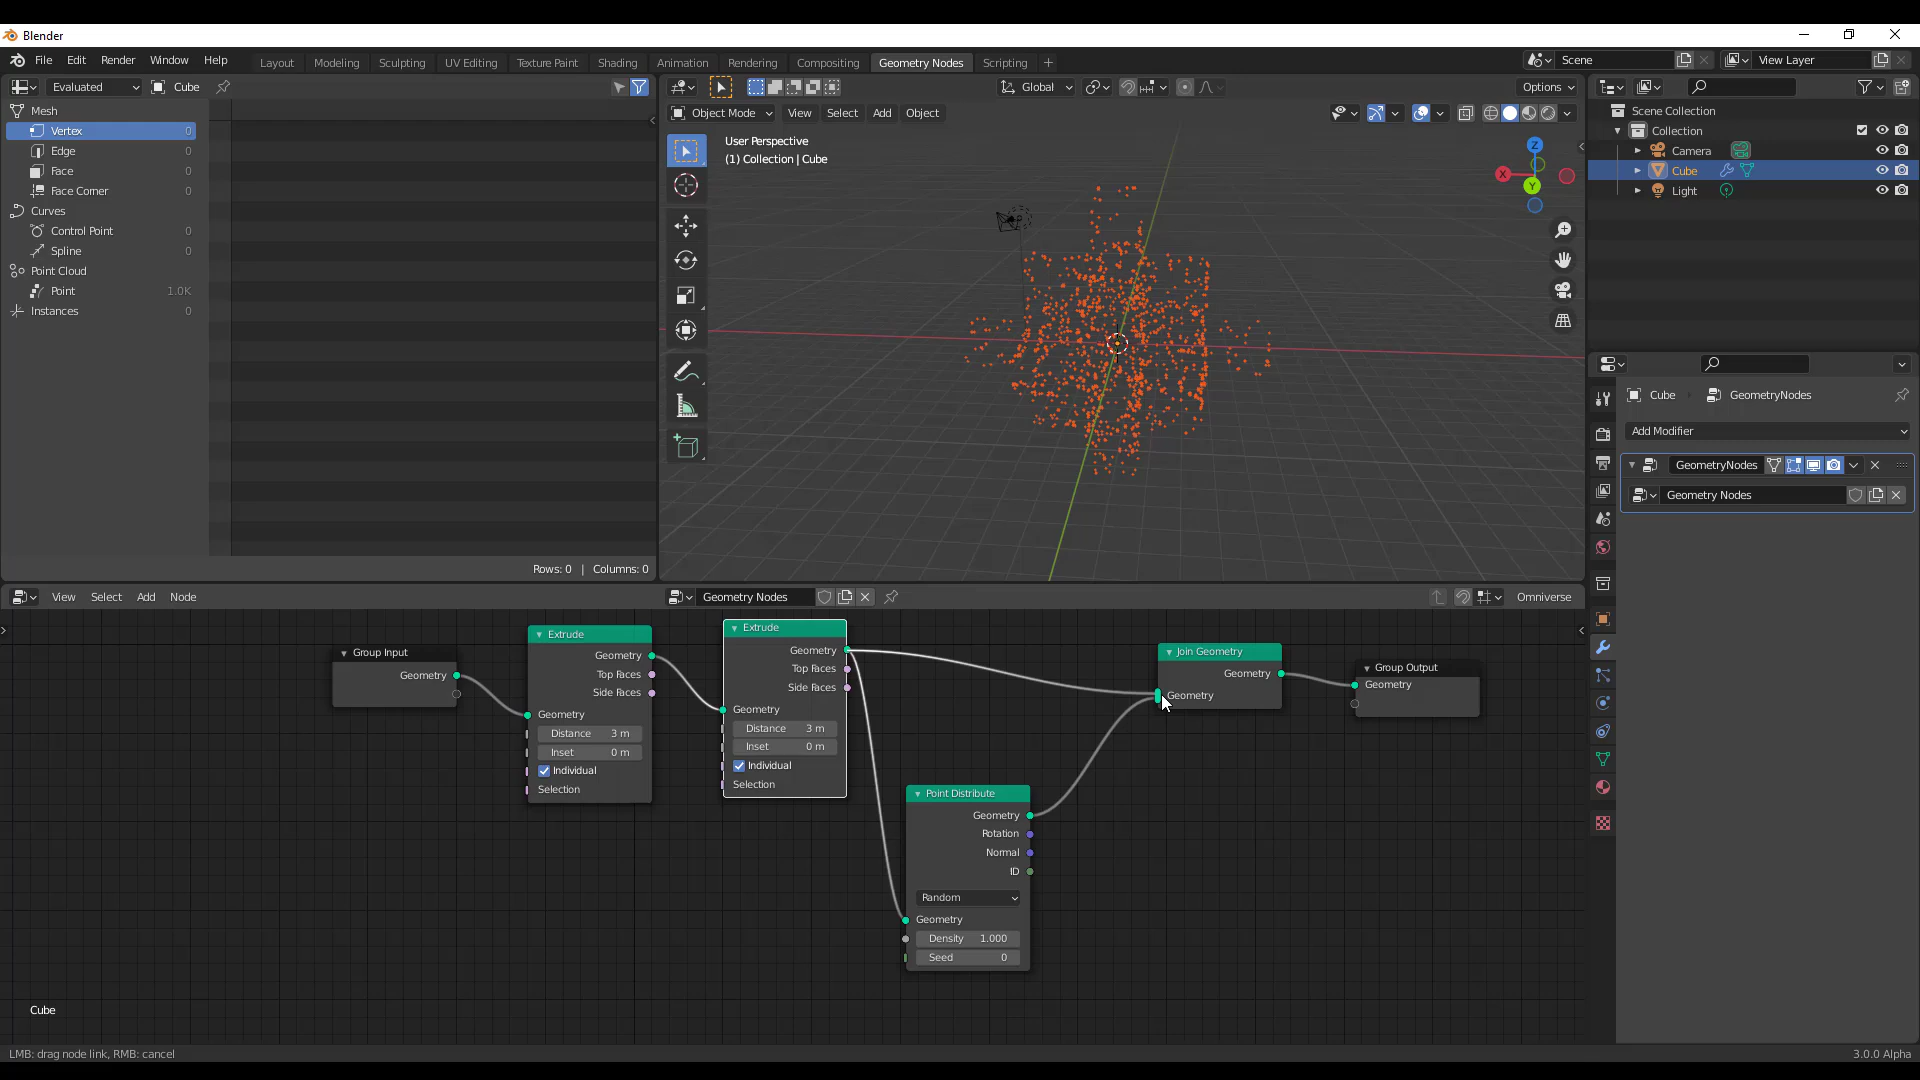 Blender
File Edit Render Window Help Layout Modeling Sculpting UV Editing Texture Paint Shading Animation Rendering Compositing Geometry Nodes Scripting +
Scene
View Layer
Evaluated
Cube
Mesh
Vertex 0
Edge 0
Face 0
Face Corner 0
Curves
Control Point 0
Spline 0
Point Cloud
Point 1.0K
Instances 0
Rows: 0 | Columns: 0
Global
Options
Object Mode View Select Add Object
User Perspective
(1) Collection | Cube
X
Y
Z
Scene Collection
Collection
Camera
Cube
Light
Cube
GeometryNodes
Add Modifier
GeometryNodes
Geometry Nodes
View Select Add Node
Geometry Nodes
Omniverse
Group Input
Geometry
Extrude
Geometry
Top Faces
Side Faces
Geometry
Distance 3 m
Inset 0 m
Individual
Selection
Extrude
Geometry
Top Faces
Side Faces
Geometry
Distance 3 m
Inset 0 m
Individual
Selection
Point Distribute
Geometry
Rotation
Normal
ID
Random
Geometry
Density 1.000
Seed 0
Join Geometry
Geometry
Geometry
Group Output
Geometry
Cube
LMB: drag node link, RMB: cancel
3.0.0 Alpha